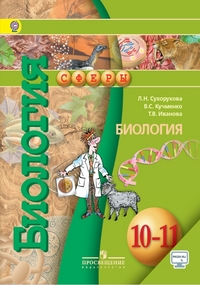 Биология
СФЕРЫ
Л.Н. Сухорукова
В.С. Кучменко
Т.В. Иванова
БИОЛОГИЯ
10–11
ПРОСВЕЩЕНИЕ
ИЗДАТЕЛЬСТВО